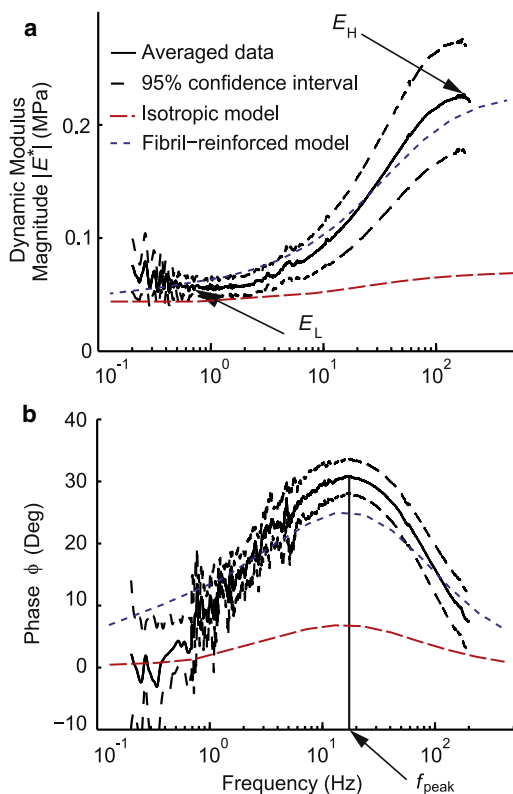 a
E_H
Averaged data
95% confidence interval
Isotropic model
Fibril−reinforced model
Dynamic Modulus
Magnitude |E*| (MPa)
0.2
0.1
0
E_L
10^-1
10^0
10^1
10^2
b
40
30
20
10
0
−10
Phase ϕ (Deg)
10^-1
10^0
10^1
10^2
Frequency (Hz)
f_peak